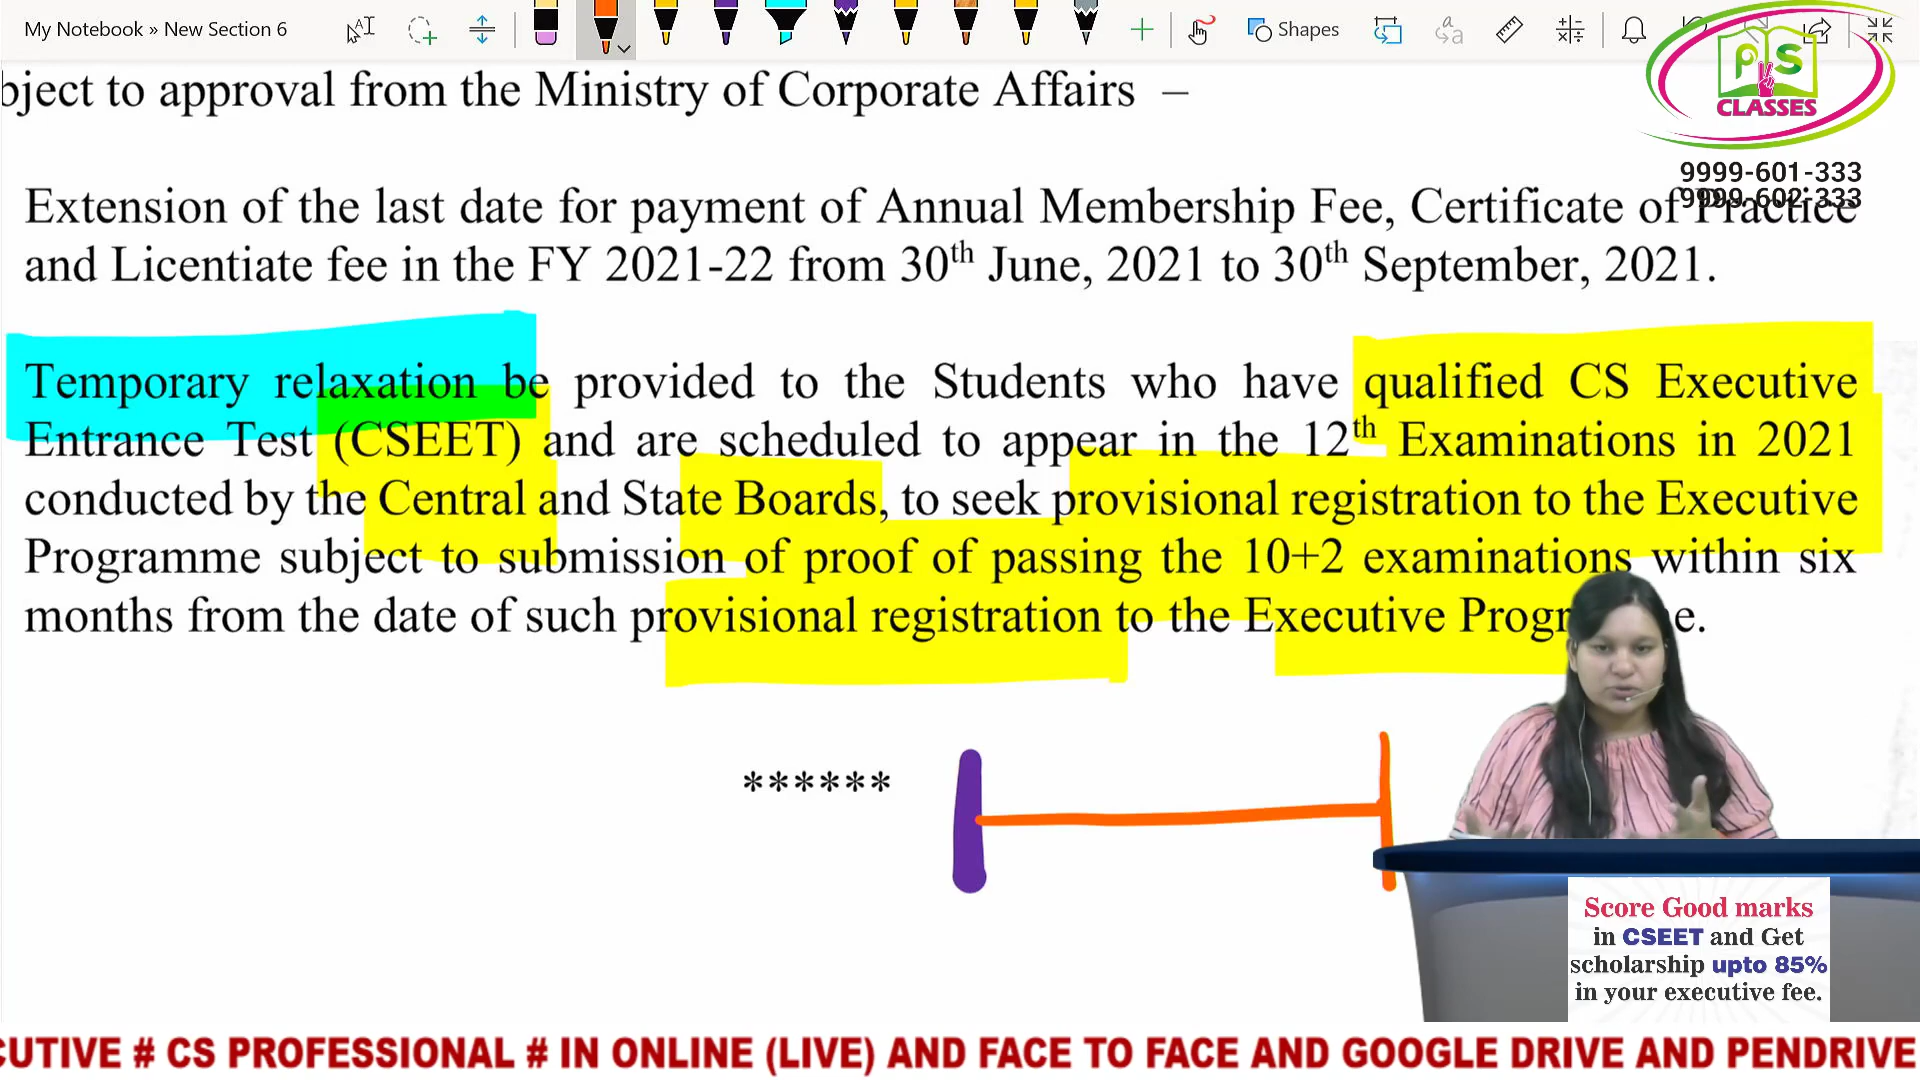 My Notebook » New Section 6
Shapes
bject to approval from the Ministry of Corporate Affairs –
PS
CLASSES
9999-601-333
9999-602-333
Extension of the last date for payment of Annual Membership Fee, Certificate of Practice
and Licentiate fee in the FY 2021-22 from 30th June, 2021 to 30th September, 2021.
Temporary relaxation be provided to the Students who have qualified CS Executive
Entrance Test (CSEET) and are scheduled to appear in the 12th Examinations in 2021
conducted by the Central and State Boards, to seek provisional registration to the Executive
Programme subject to submission of proof of passing the 10+2 examinations within six
months from the date of such provisional registration to the Executive Progr e.
******
Score Good marks
in CSEET and Get
scholarship upto 85%
in your executive fee.
CUTIVE # CS PROFESSIONAL # IN ONLINE (LIVE) AND FACE TO FACE AND GOOGLE DRIVE AND PENDRIVE